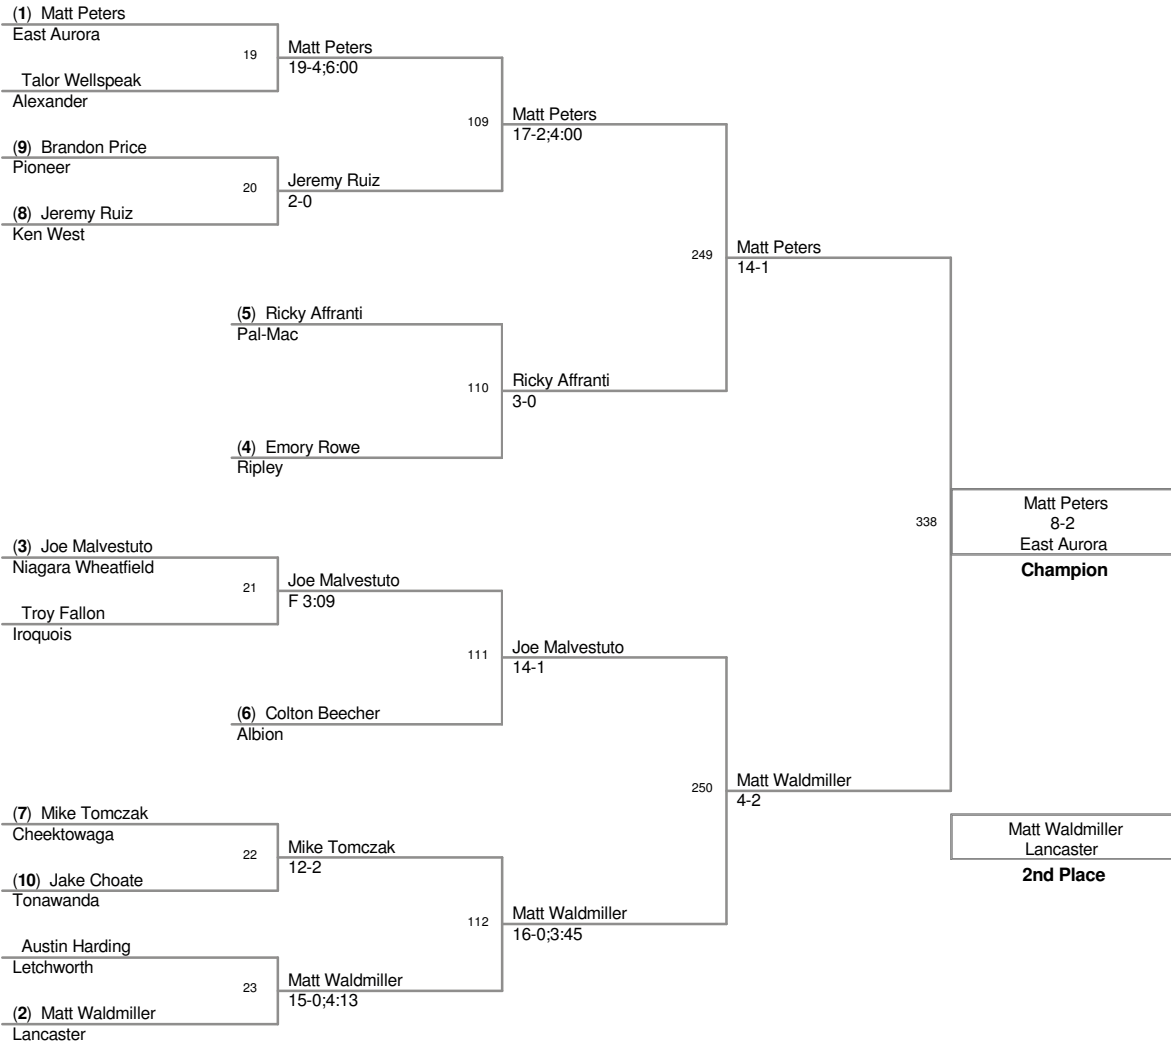 (1) Matt Peters
East Aurora
19
Talor Wellspeak
Alexander
Matt Peters
19-4;6:00
(9) Brandon Price
Pioneer
20
(8) Jeremy Ruiz
Ken West
Jeremy Ruiz
2-0
109
Matt Peters
17-2;4:00
(5) Ricky Affranti
Pal-Mac
110
(4) Emory Rowe
Ripley
Ricky Affranti
3-0
249
Matt Peters
14-1
(3) Joe Malvestuto
Niagara Wheatfield
21
Troy Fallon
Iroquois
Joe Malvestuto
F 3:09
111
(6) Colton Beecher
Albion
Joe Malvestuto
14-1
(7) Mike Tomczak
Cheektowaga
22
(10) Jake Choate
Tonawanda
Mike Tomczak
12-2
Austin Harding
Letchworth
23
(2) Matt Waldmiller
Lancaster
Matt Waldmiller
15-0;4:13
112
Matt Waldmiller
16-0;3:45
250
Matt Waldmiller
4-2
338
Matt Peters
8-2
East Aurora
Champion
Matt Waldmiller
Lancaster
2nd Place